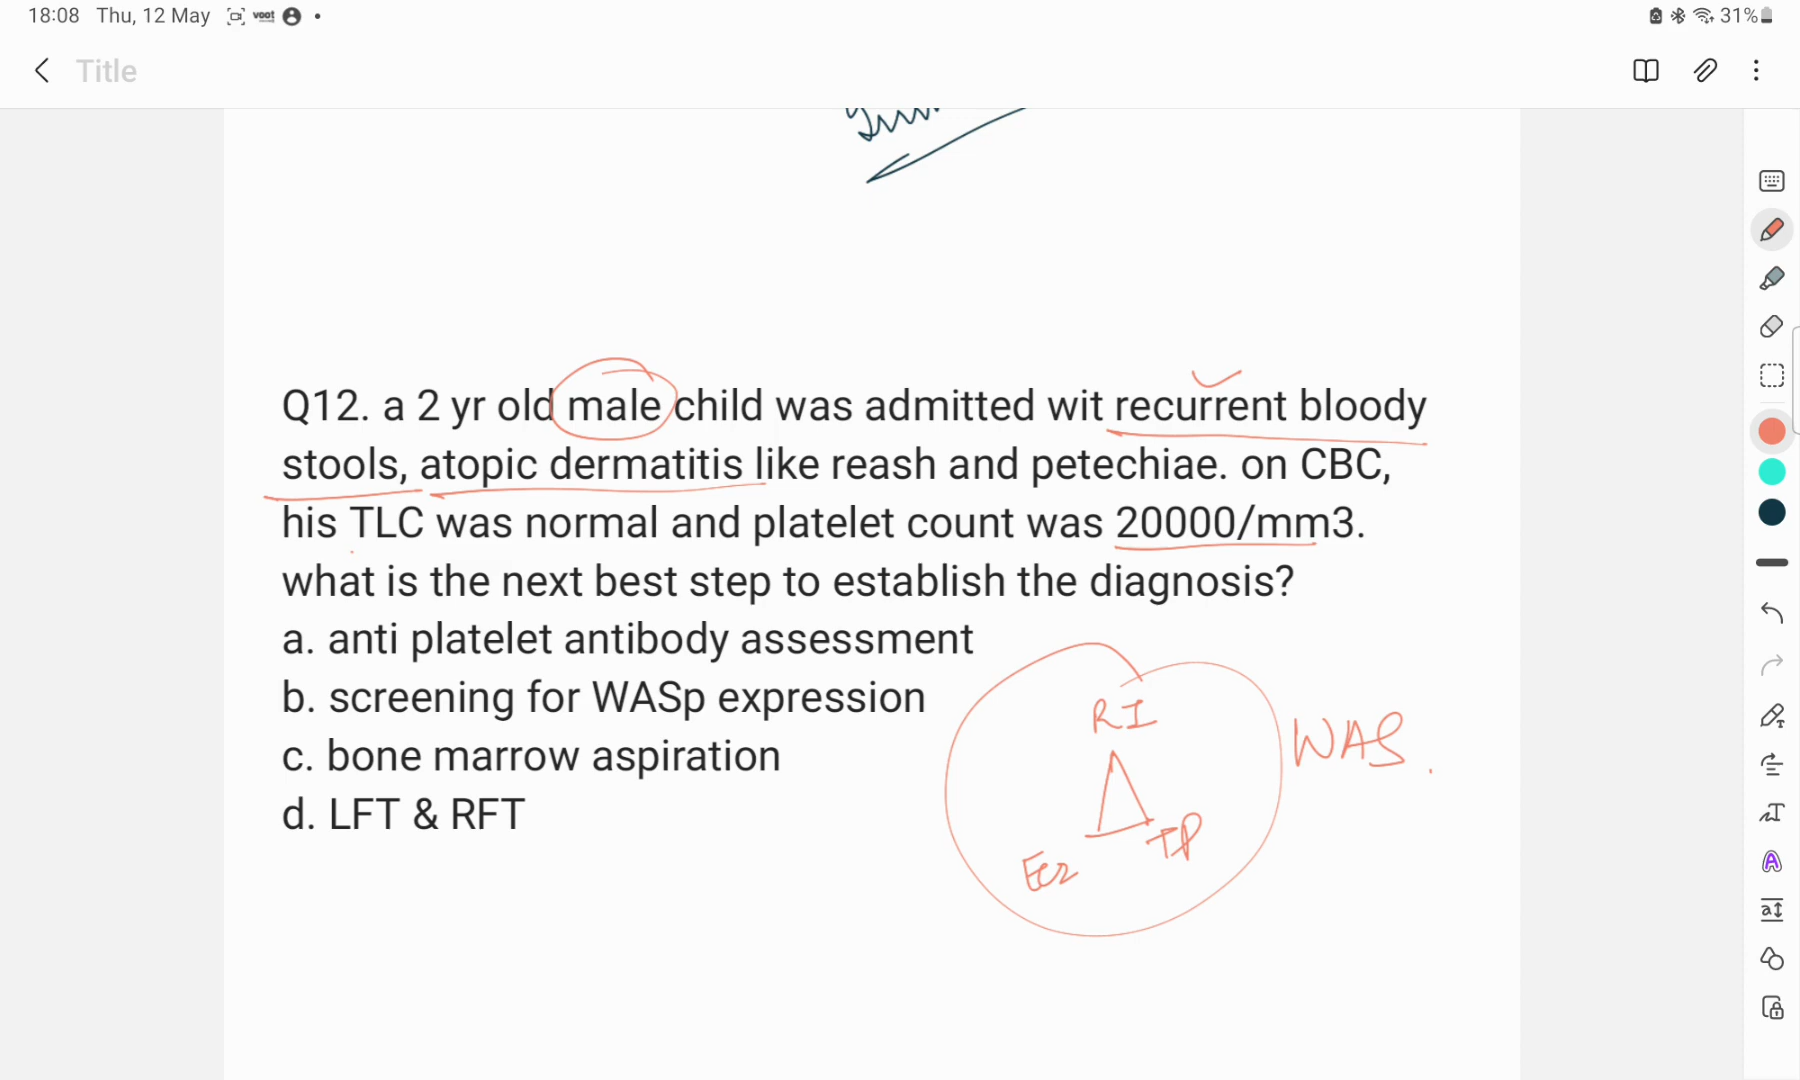 18:08 Thu, 12 May voot 31%
Title
Q12. a 2 yr old male child was admitted wit recurrent bloody
stools, atopic dermatitis like reash and petechiae. on CBC,
his TLC was normal and platelet count was 20000/mm3.
what is the next best step to establish the diagnosis?
a. anti platelet antibody assessment
b. screening for WASp expression
c. bone marrow aspiration
d. LFT & RFT
RI
WAS.
TP
Ecz